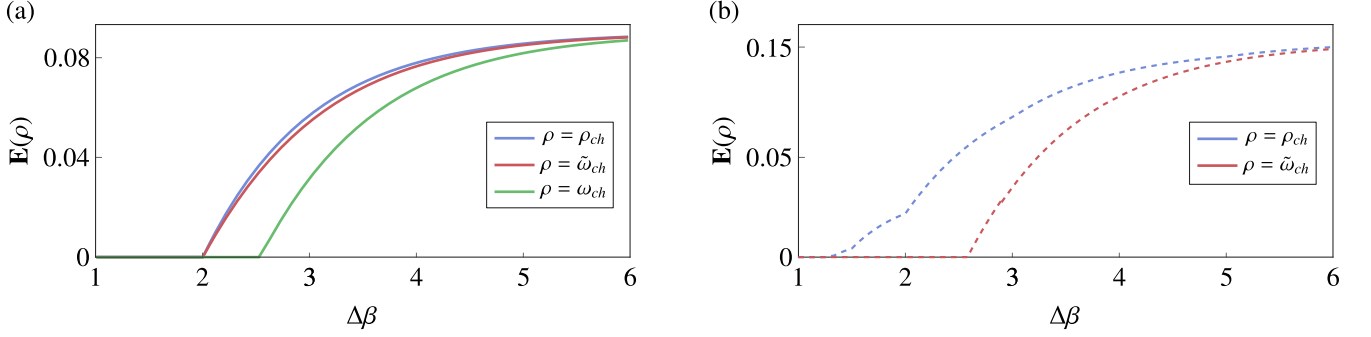 (a)
E(ρ)
0.08
0.04
0
1 2 3 4 5 6
Δβ
ρ = ρ_ch
ρ = ω̃_ch
ρ = ω_ch
(b)
E(ρ)
0.15
0.05
0
1 2 3 4 5 6
Δβ
ρ = ρ_ch
ρ = ω̃_ch